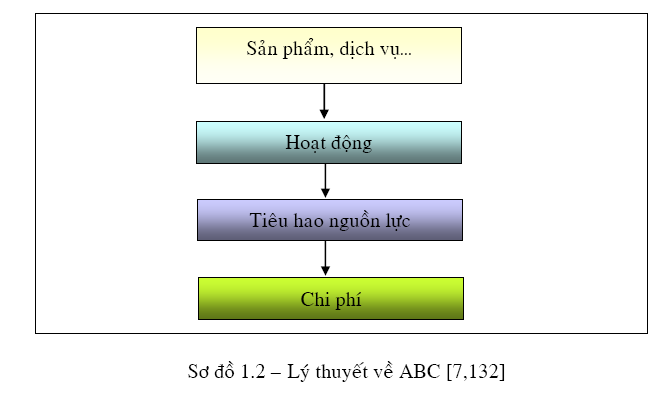 Sản phẩm, dịch vụ...
Hoạt động
Tiêu hao nguồn lực
Chi phí
Sơ đồ 1.2 – Lý thuyết về ABC [7,132]